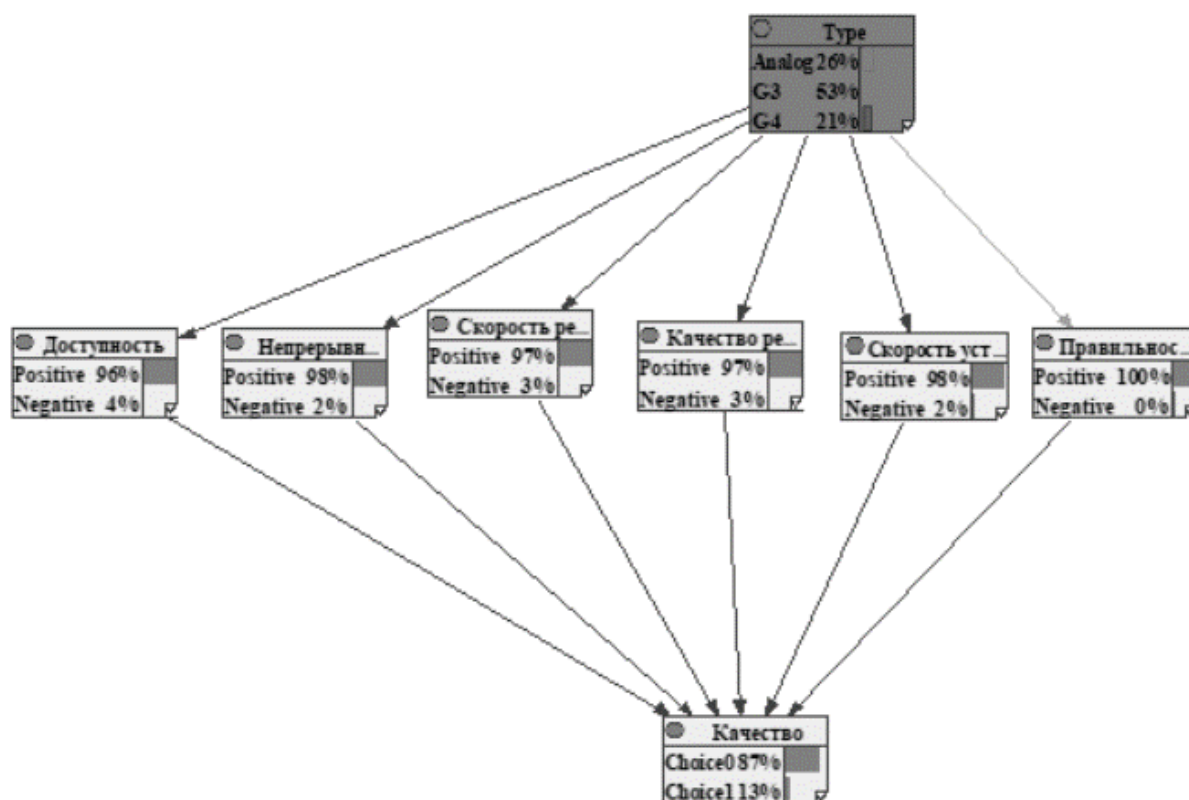 Type
Analog 26%
G3 53%
G4 21%
Доступность
Positive 96%
Negative 4%
Непрерывн...
Positive 98%
Negative 2%
Скорость ре...
Positive 97%
Negative 3%
Качество ре...
Positive 97%
Negative 3%
Скорость уст...
Positive 98%
Negative 2%
Правильнос...
Positive 100%
Negative 0%
Качество
Choice0 87%
Choice1 13%